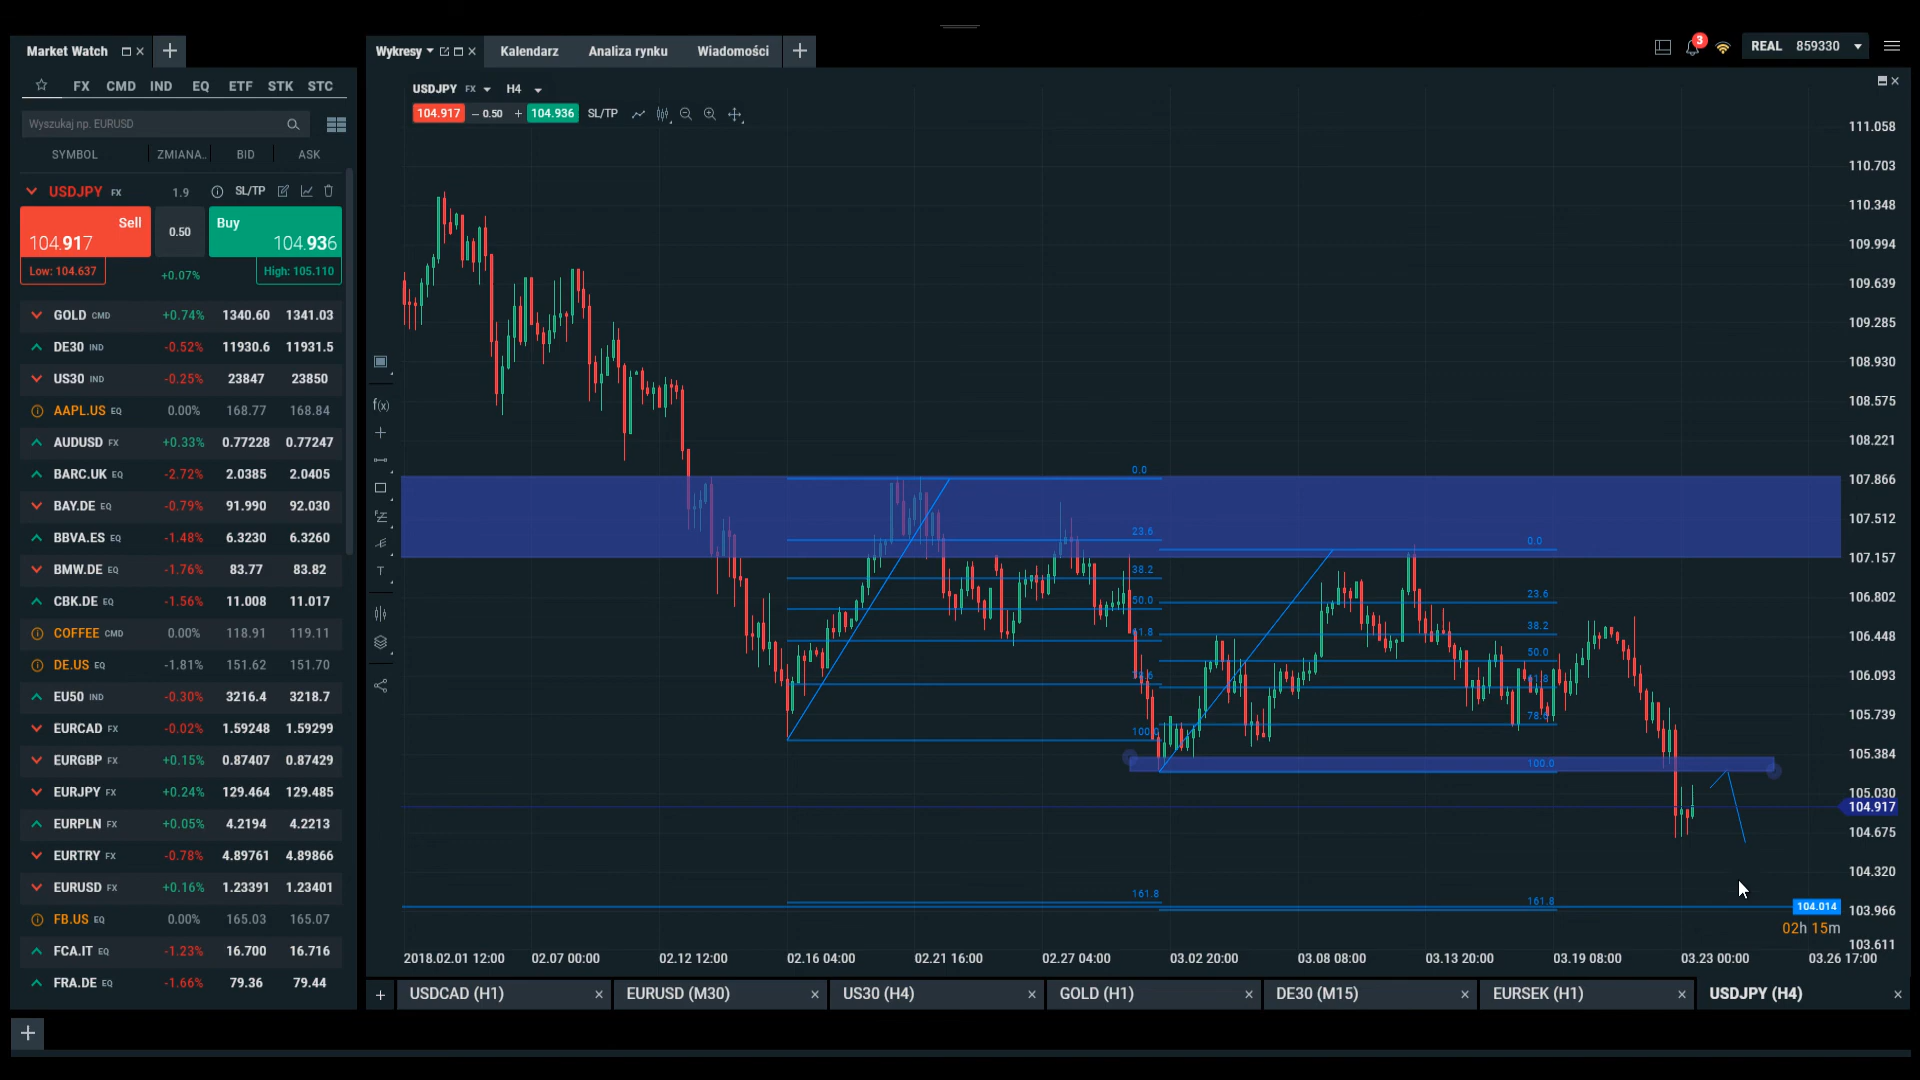 Market Watch
Wykresy Kalendarz Analiza rynku Wiadomości
3 REAL 859330
FX CMD IND EQ ETF STK STC
Wyszukaj np. EURUSD
SYMBOL ZMIANA.. BID ASK
USDJPY FX 1.9 SL/TP
Sell 104.917
0.50
Buy 104.936
Low: 104.637 +0.07% High: 105.110
GOLD CMD +0.74% 1340.60 1341.03
DE30 IND -0.52% 11930.6 11931.5
US30 IND -0.25% 23847 23850
AAPL.US EQ 0.00% 168.77 168.84
AUDUSD FX +0.33% 0.77228 0.77247
BARC.UK EQ -2.72% 2.0385 2.0405
BAY.DE EQ -0.79% 91.990 92.030
BBVA.ES EQ -1.48% 6.3230 6.3260
BMW.DE EQ -1.76% 83.77 83.82
CBK.DE EQ -1.56% 11.008 11.017
COFFEE CMD 0.00% 118.91 119.11
DE.US EQ -1.81% 151.62 151.70
EU50 IND -0.30% 3216.4 3218.7
EURCAD FX -0.02% 1.59248 1.59299
EURGBP FX +0.15% 0.87407 0.87429
EURJPY FX +0.24% 129.464 129.485
EURPLN FX +0.05% 4.2194 4.2213
EURTRY FX -0.78% 4.89761 4.89866
EURUSD FX +0.16% 1.23391 1.23401
FB.US EQ 0.00% 165.03 165.07
FCA.IT EQ -1.23% 16.700 16.716
FRA.DE EQ -1.66% 79.36 79.44
USDJPY FX H4
104.917 – 0.50 + 104.936 SL/TP
f(x)
T
0.0
23.6
38.2
50.0
100.0
161.8
0.0
23.6
38.2
50.0
78.6
100.0
161.8
111.058
110.703
110.348
109.994
109.639
109.285
108.930
108.575
108.221
107.866
107.512
107.157
106.802
106.448
106.093
105.739
105.384
105.030
104.917
104.675
104.320
104.014
103.966
02h 15m
103.611
2018.02.01 12:00 02.07 00:00 02.12 12:00 02.16 04:00 02.21 16:00 02.27 04:00 03.02 20:00 03.08 08:00 03.13 20:00 03.19 08:00 03.23 00:00 03.26 17:00
USDCAD (H1) EURUSD (M30) US30 (H4) GOLD (H1) DE30 (M15) EURSEK (H1) USDJPY (H4)